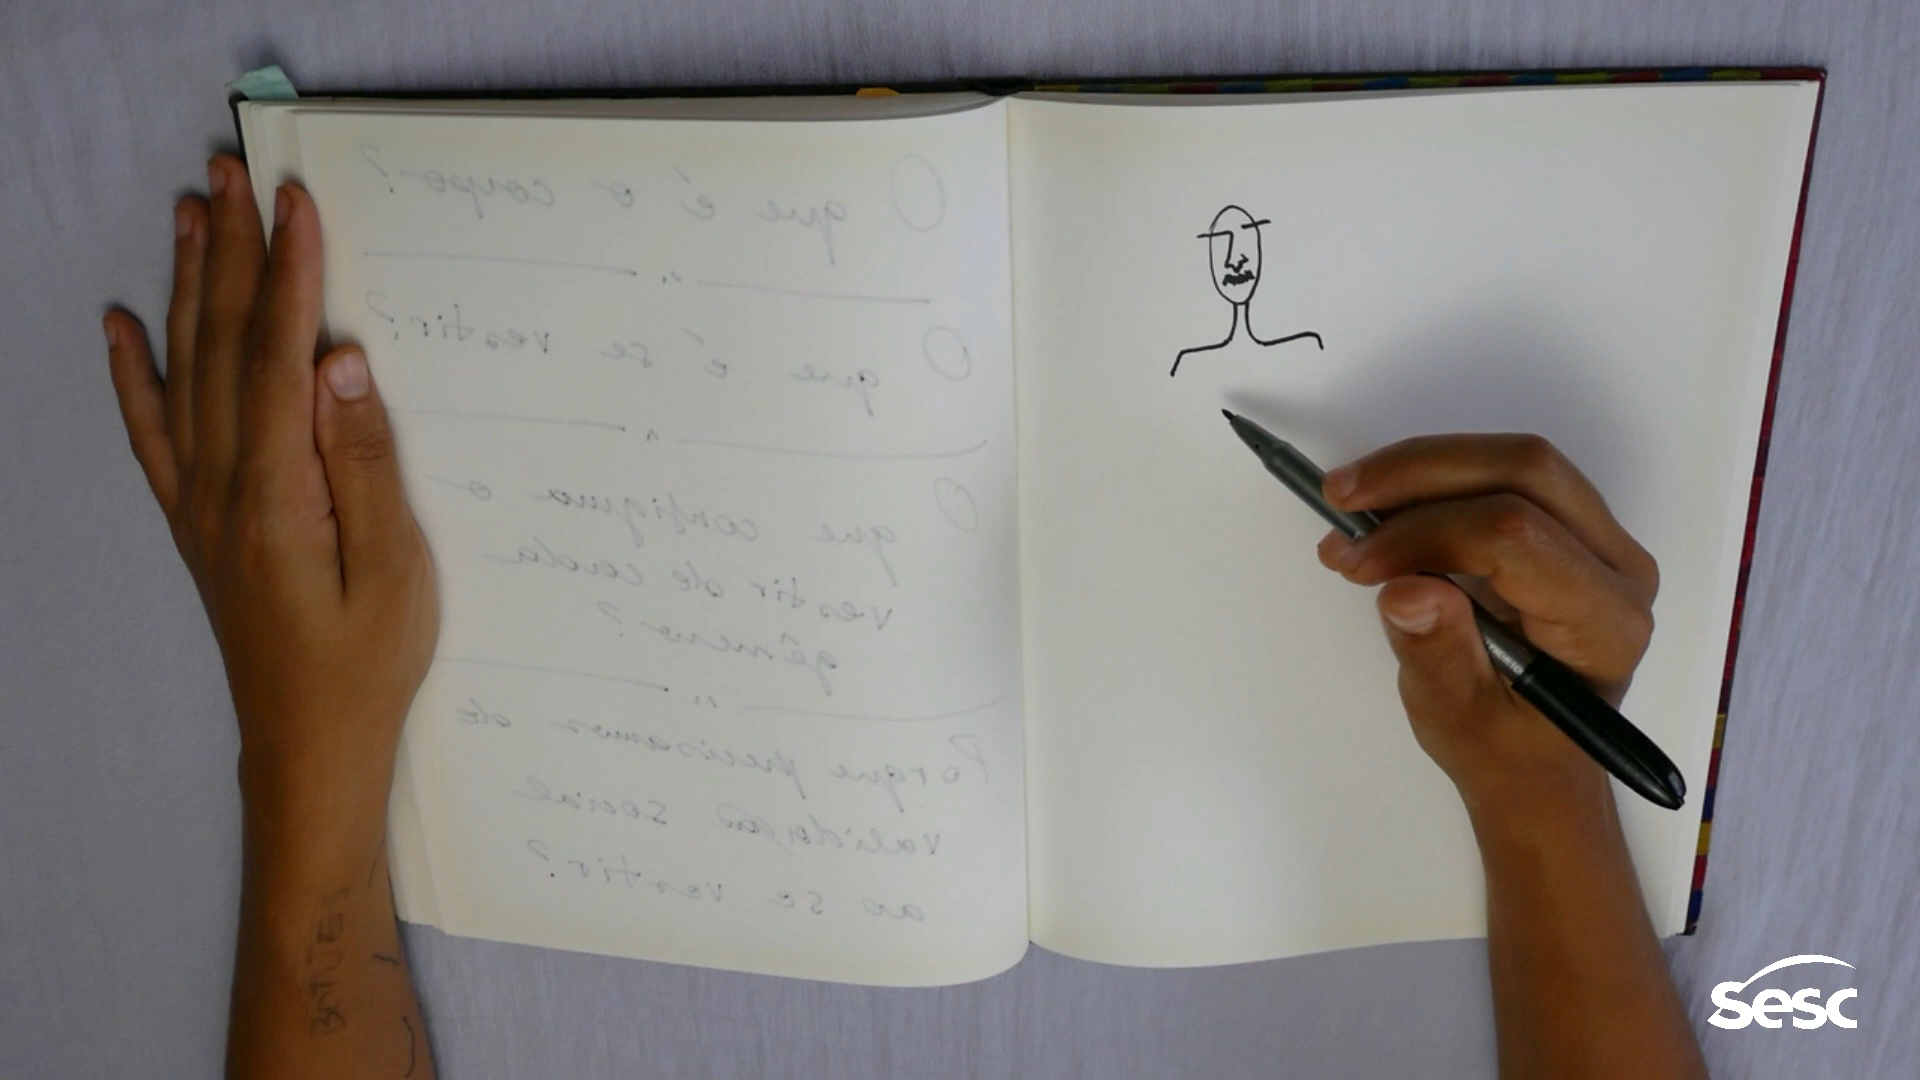 O que é o corpo?
"
O que é se vestir?
"
O que configura o
vestir de cada
gênero?
"
Porque precisamos de
validação social
ao se vestir?
Sesc